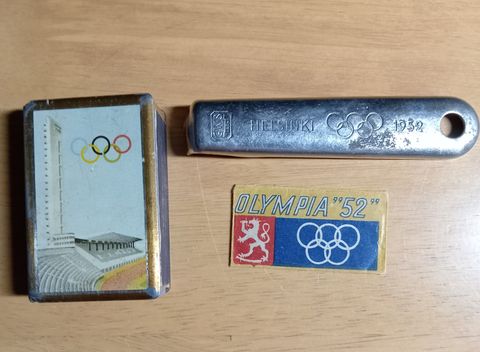 HELSINKI 1952
OLYMPIA "52"